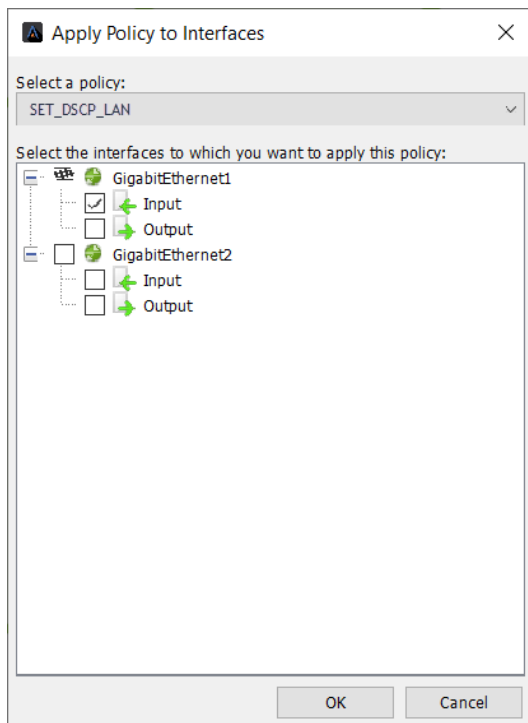 Apply Policy to Interfaces
Select a policy:
SET_DSCP_LAN
Select the interfaces to which you want to apply this policy:
GigabitEthernet1
Input
Output
GigabitEthernet2
Input
Output
OK Cancel